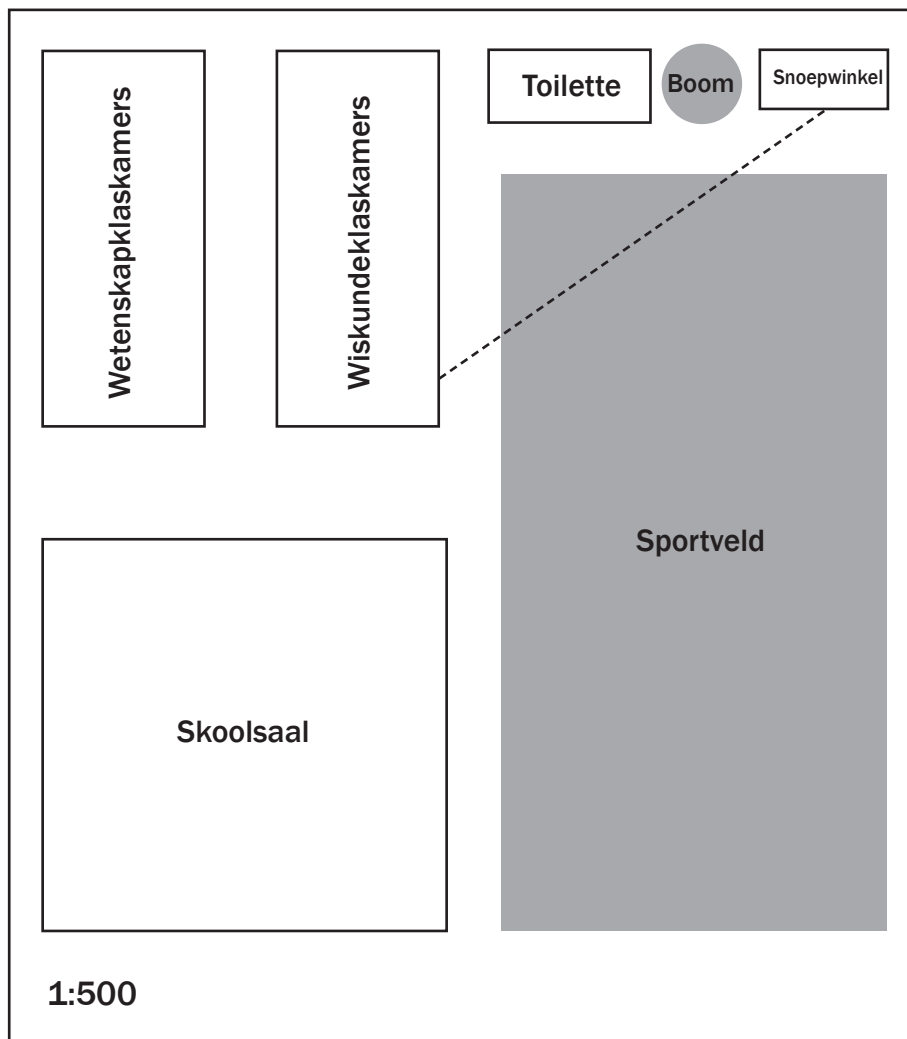 Wetenskapklaskamers
Wiskundeklaskamers
Toilette
Boom
Snoepwinkel
Sportveld
Skoolsaal
1:500